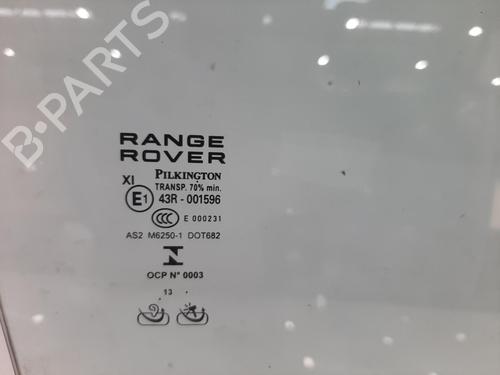 B-PARTS
RANGE
ROVER
PILKINGTON
XI TRANSP. 70% min.
E1 43R - 001596
CCC E 000231
AS2 M6250-1 DOT682
OCP N° 0003
13